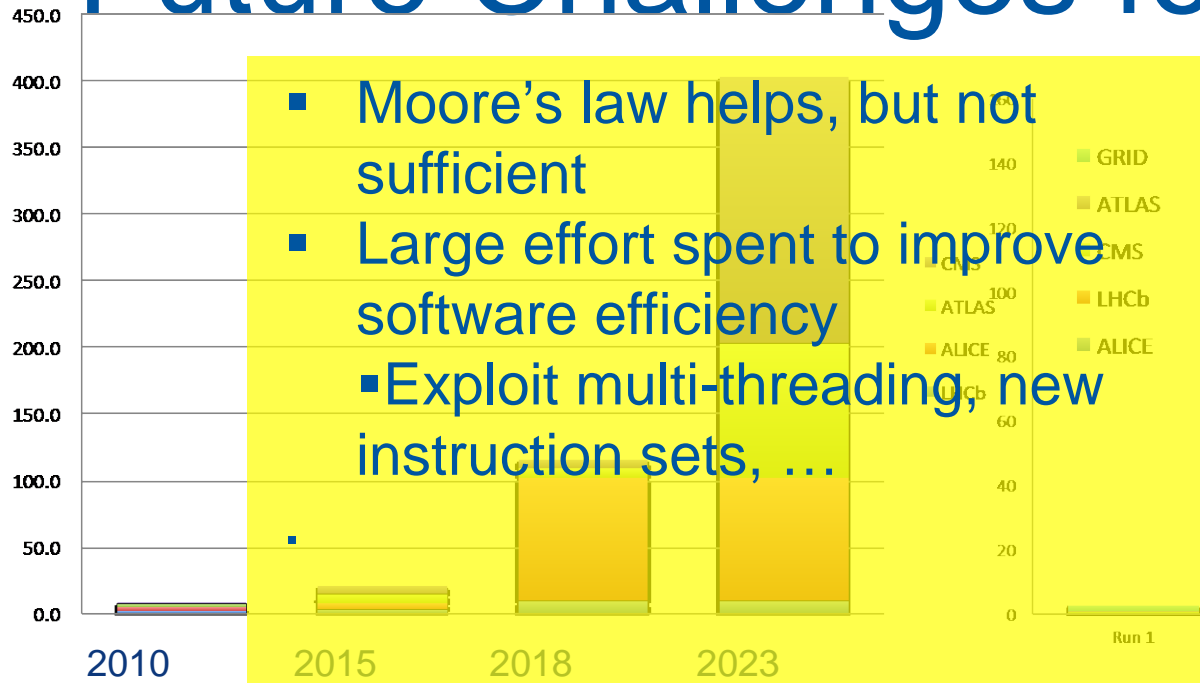 Future Challenges fo
450.0
400.0
350.0
300.0
250.0
200.0
150.0
100.0
50.0
0.0
2010
2015
2018
2023
▪ Moore’s law helps, but not
sufficient
▪ Large effort spent to improve
software efficiency
▪Exploit multi-threading, new
instruction sets, …
▪
CMS
ATLAS
ALICE
LHCb
160
140
120
100
80
60
40
20
0
Run 1
GRID
ATLAS
CMS
LHCb
ALICE